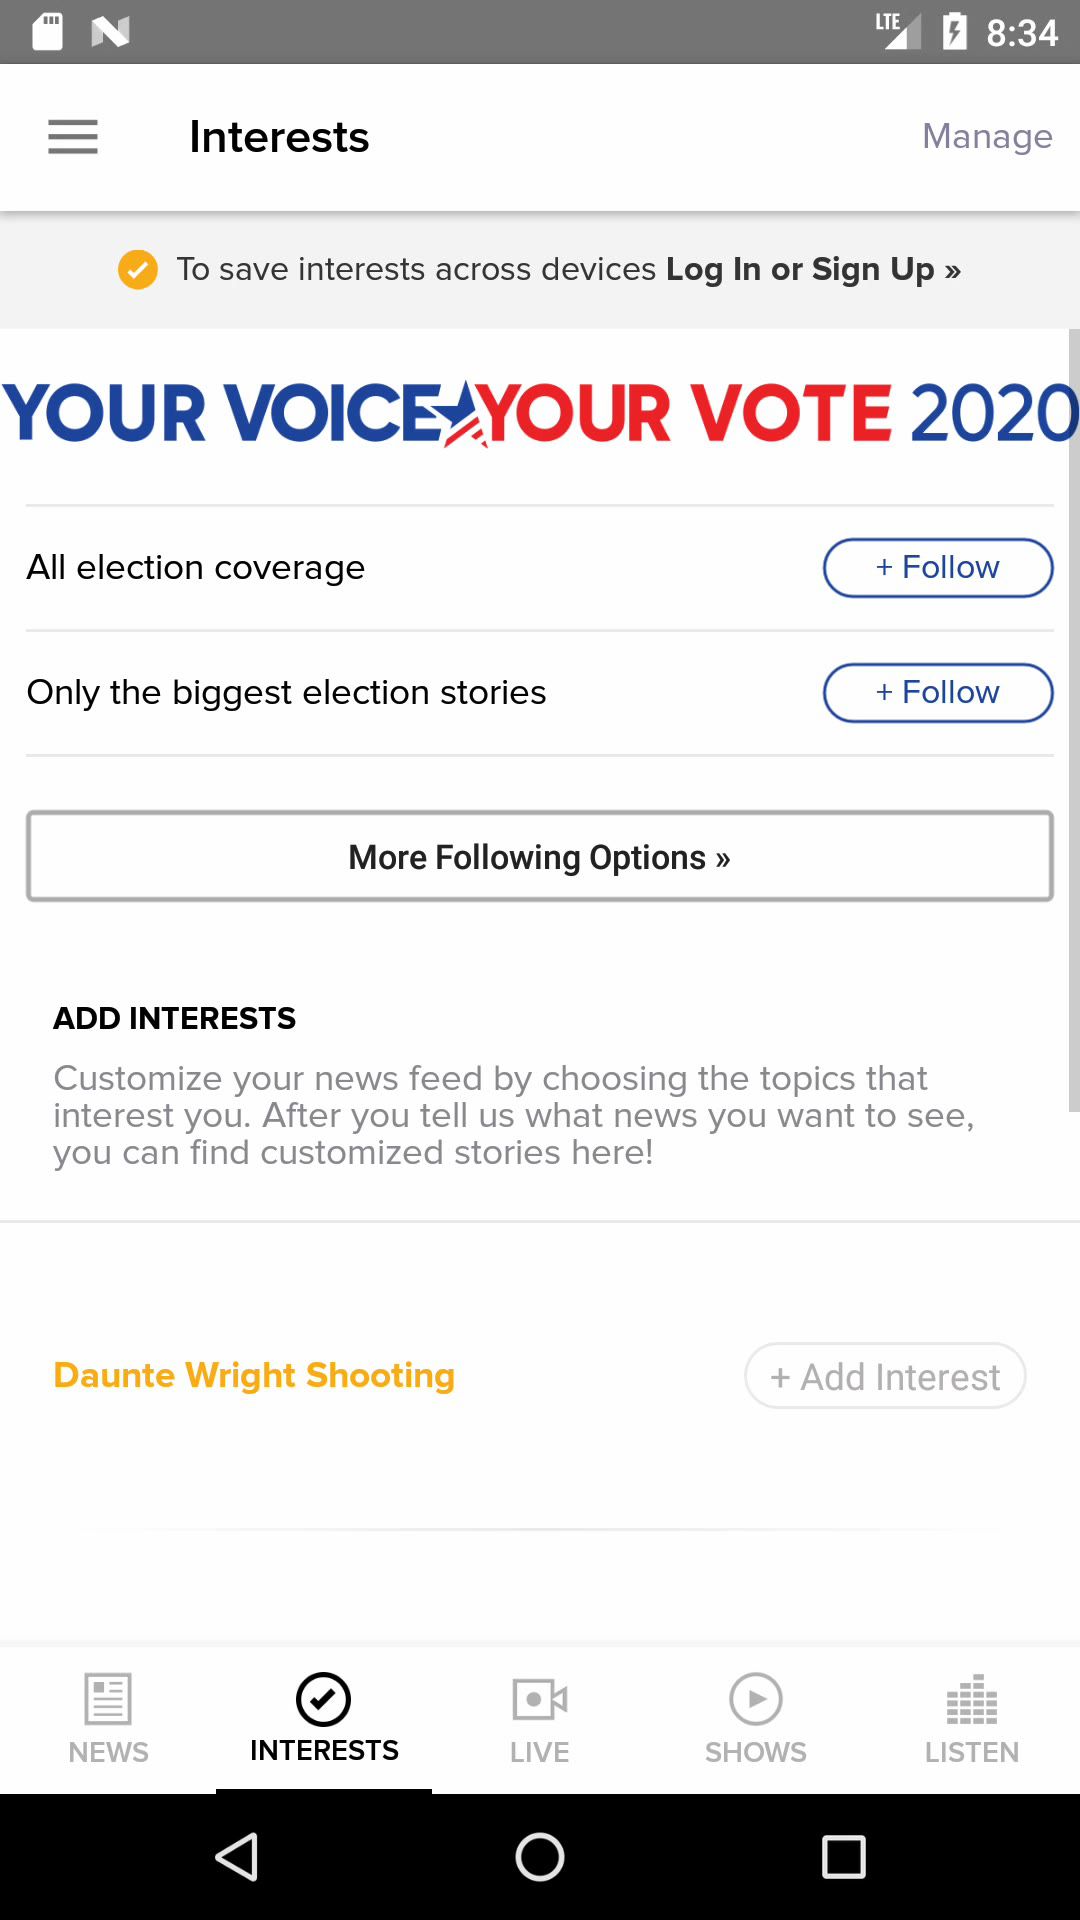 LTE 8:34
Interests Manage
To save interests across devices Log In or Sign Up »
YOUR VOICE YOUR VOTE 2020
All election coverage + Follow
Only the biggest election stories + Follow
More Following Options »
ADD INTERESTS
Customize your news feed by choosing the topics that
interest you. After you tell us what news you want to see,
you can find customized stories here!
Daunte Wright Shooting + Add Interest
NEWS INTERESTS LIVE SHOWS LISTEN